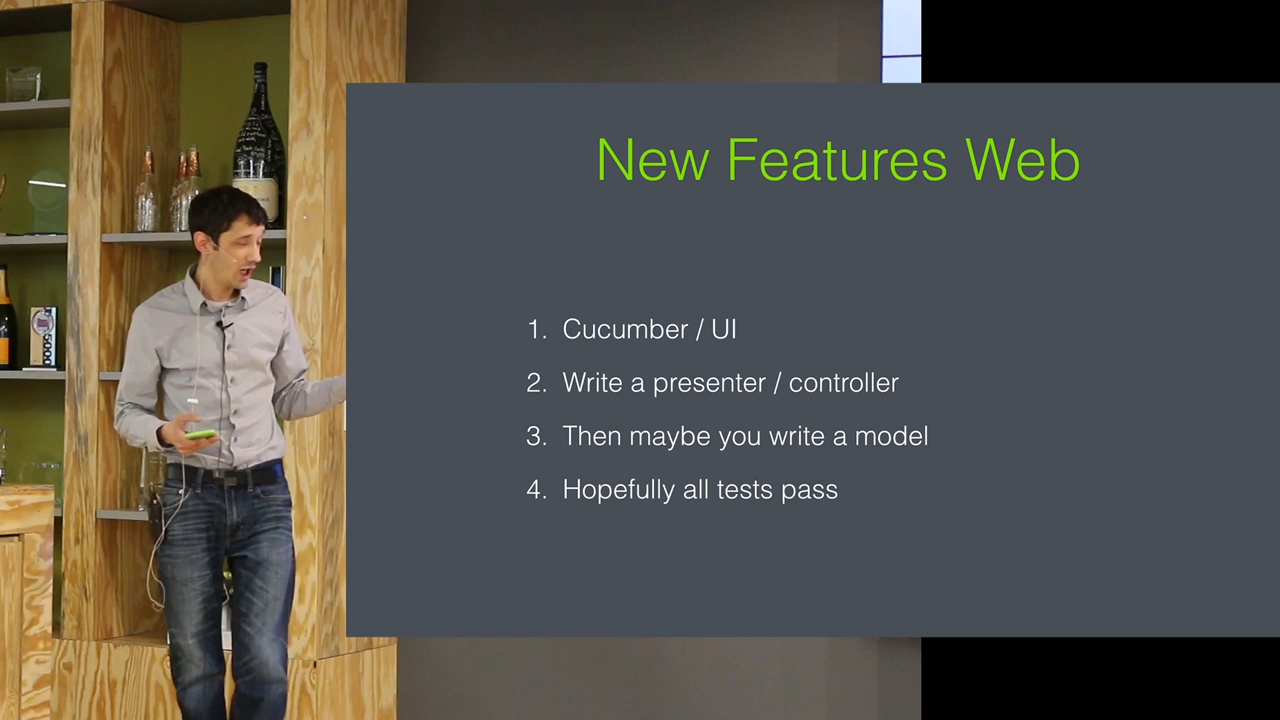 New Features Web
1. Cucumber / UI
2. Write a presenter / controller
3. Then maybe you write a model
4. Hopefully all tests pass
5000